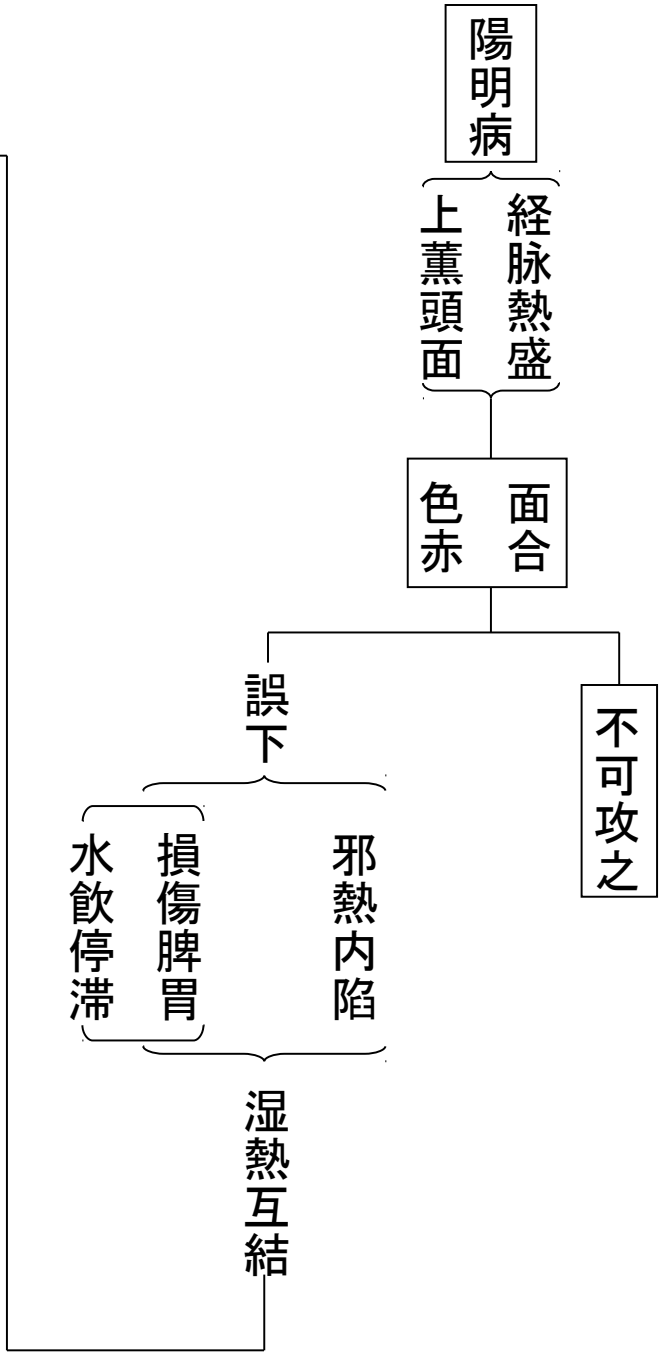 陽明病
経脉熱盛
上薫頭面
面合
色赤
不可攻之
誤下
邪熱内陥
損傷脾胃
水飲停滞
湿熱互結